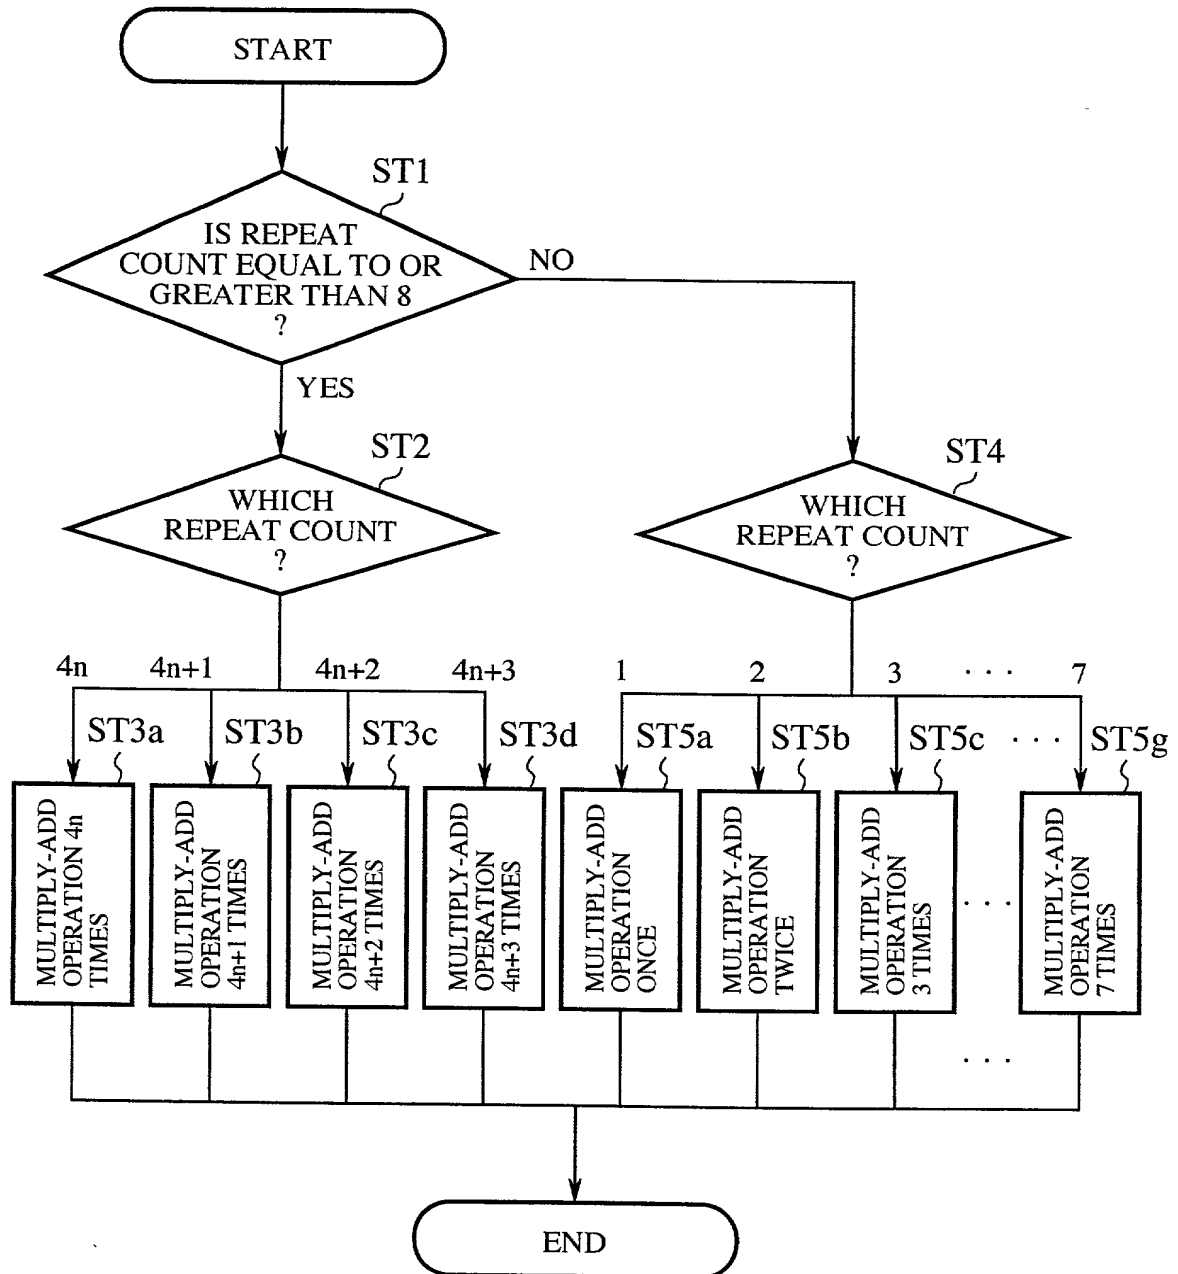 START
ST1
IS REPEAT
COUNT EQUAL TO OR
GREATER THAN 8
?
NO
YES
ST2
WHICH
REPEAT COUNT
?
ST4
WHICH
REPEAT COUNT
?
4n
4n+1
4n+2
4n+3
1
2
3
. . .
7
ST3a
ST3b
ST3c
ST3d
ST5a
ST5b
ST5c
. . .
ST5g
MULTIPLY-ADD
OPERATION 4n
TIMES
MULTIPLY-ADD
OPERATION
4n+1 TIMES
MULTIPLY-ADD
OPERATION
4n+2 TIMES
MULTIPLY-ADD
OPERATION
4n+3 TIMES
MULTIPLY-ADD
OPERATION
ONCE
MULTIPLY-ADD
OPERATION
TWICE
MULTIPLY-ADD
OPERATION
3 TIMES
. . .
MULTIPLY-ADD
OPERATION
7 TIMES
. . .
END